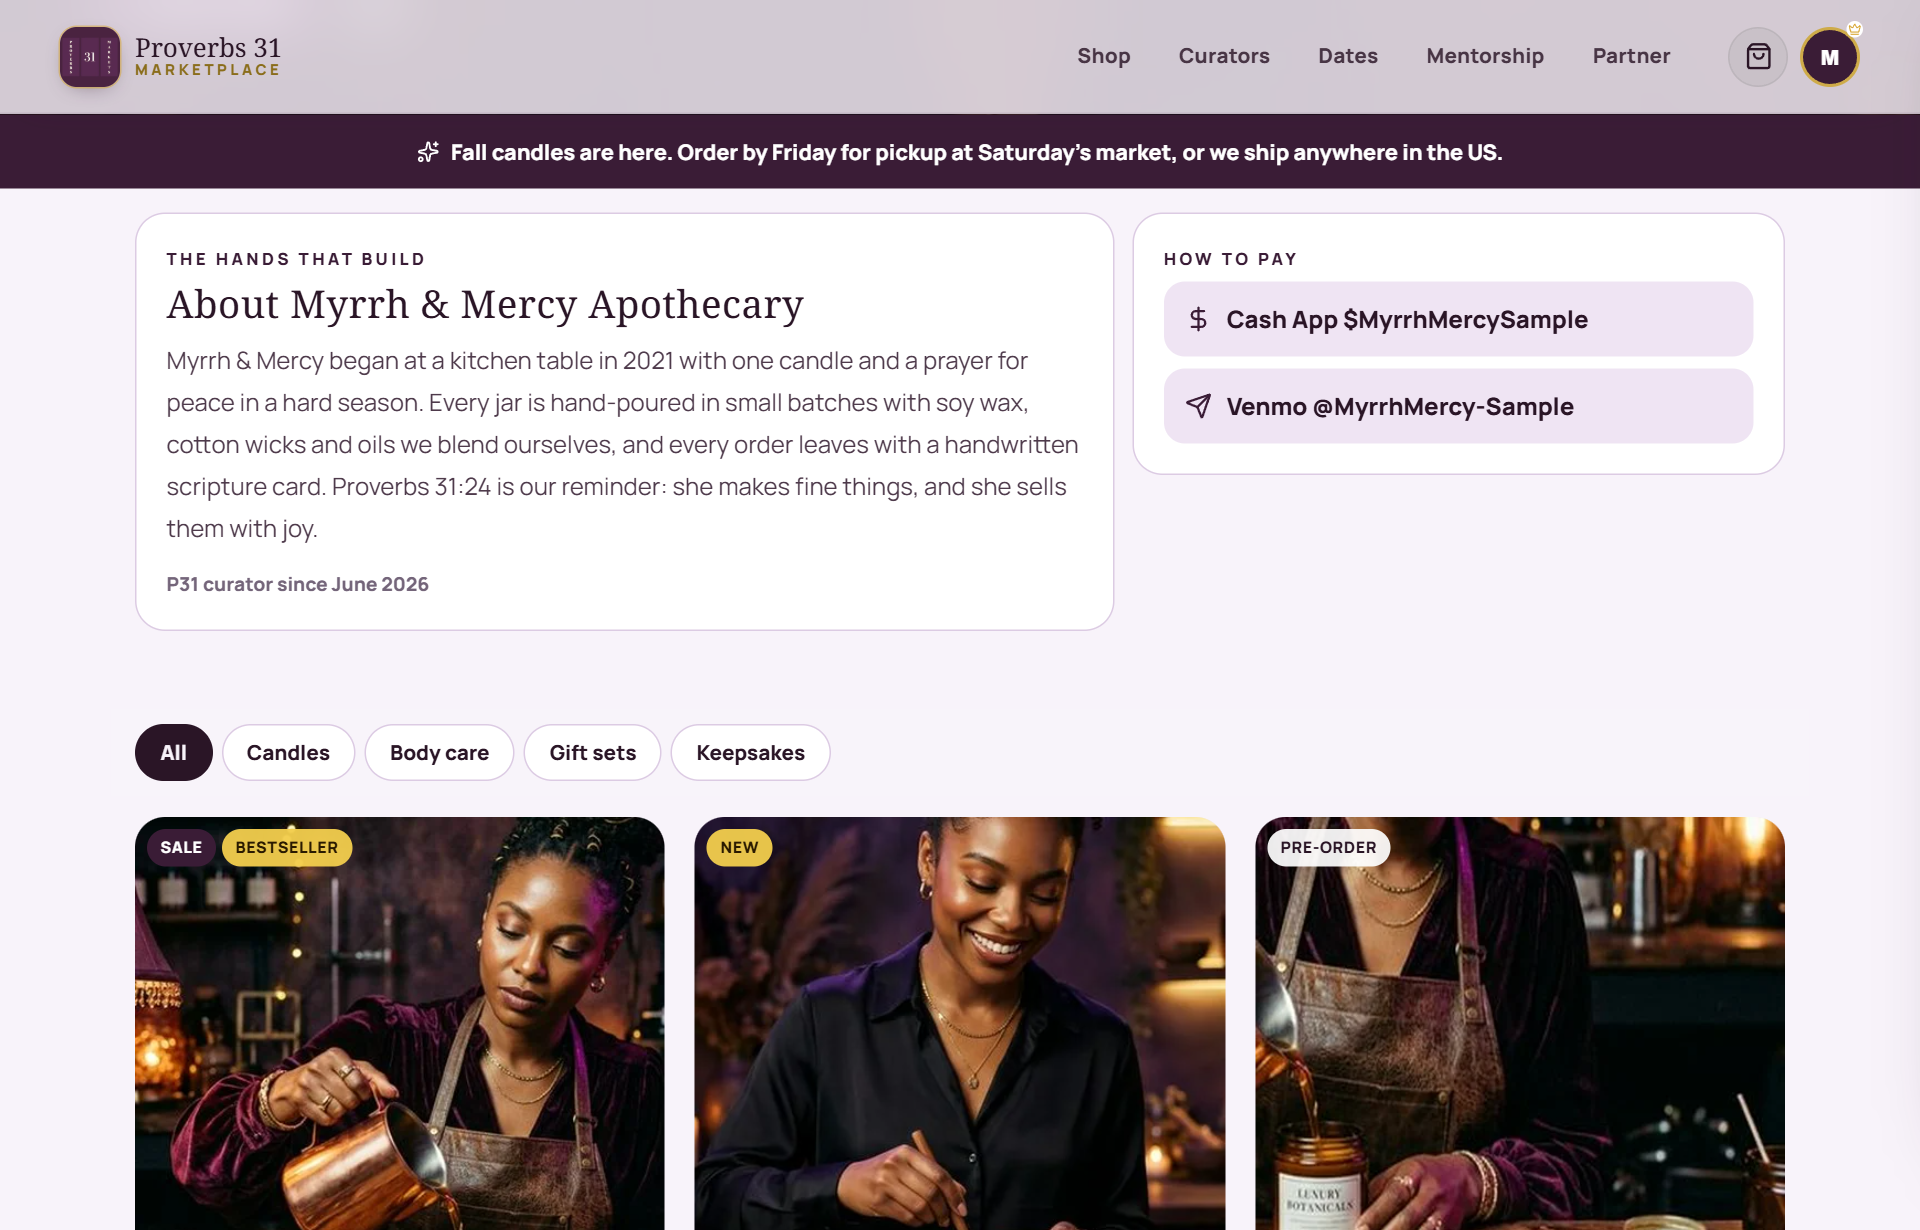 31
Proverbs 31
MARKETPLACE
Shop
Curators
Dates
Mentorship
Partner
M
Fall candles are here. Order by Friday for pickup at Saturday's market, or we ship anywhere in the US.
THE HANDS THAT BUILD
About Myrrh & Mercy Apothecary
Myrrh & Mercy began at a kitchen table in 2021 with one candle and a prayer for
peace in a hard season. Every jar is hand-poured in small batches with soy wax,
cotton wicks and oils we blend ourselves, and every order leaves with a handwritten
scripture card. Proverbs 31:24 is our reminder: she makes fine things, and she sells
them with joy.
P31 curator since June 2026
HOW TO PAY
Cash App $MyrrhMercySample
Venmo @MyrrhMercy-Sample
All
Candles
Body care
Gift sets
Keepsakes
SALE
BESTSELLER
NEW
PRE-ORDER
LUXURY
BOTANICALS